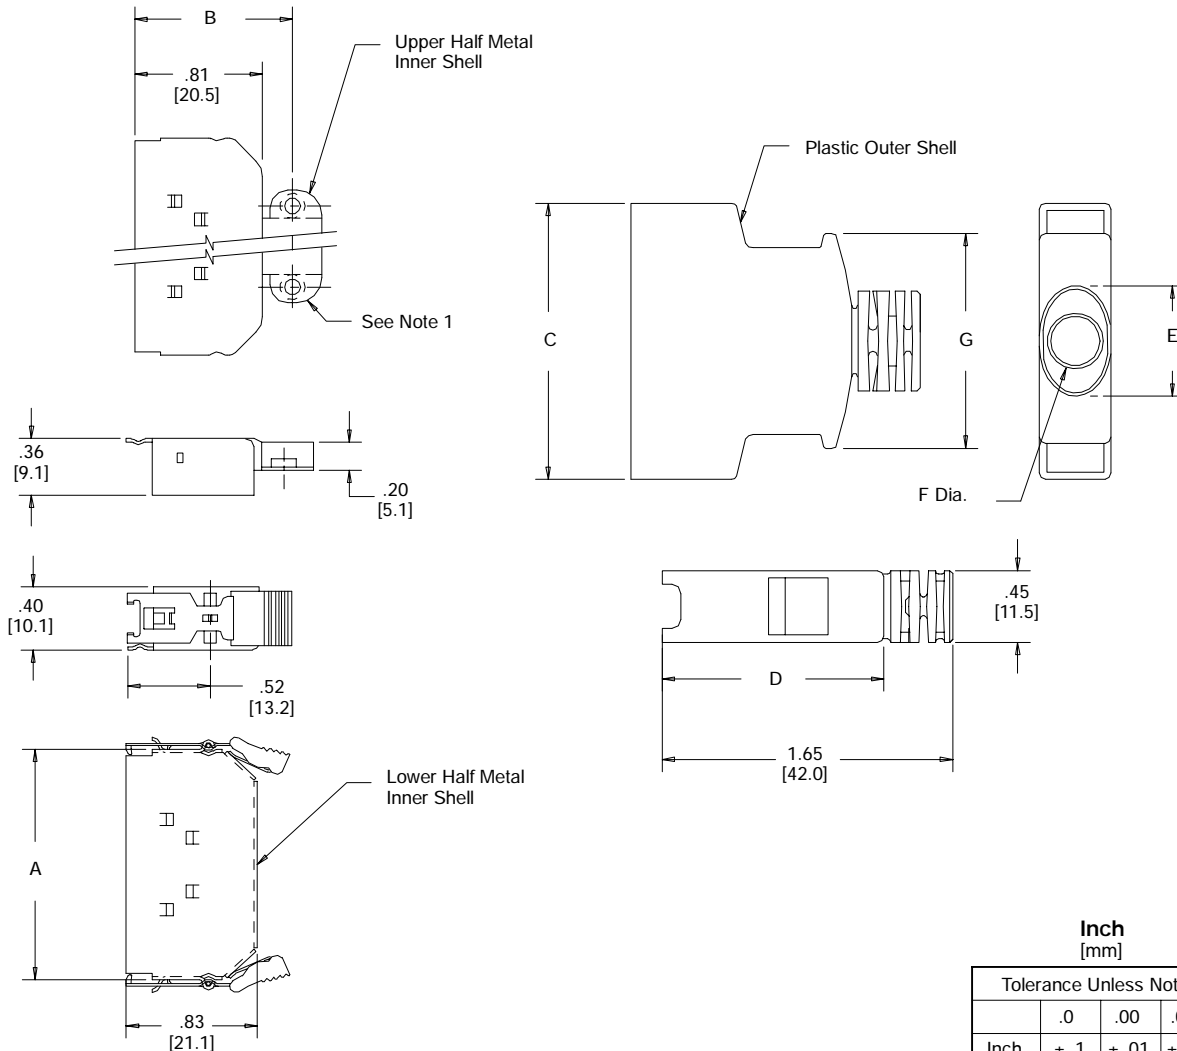 B
Upper Half Metal
Inner Shell
.81
[20.5]
Plastic Outer Shell
See Note 1
C
G
E
.36
[9.1]
.20
[5.1]
F Dia.
.40
[10.1]
.45
[11.5]
.52
[13.2]
D
1.65
[42.0]
Lower Half Metal
Inner Shell
A
.83
[21.1]
Inch
[mm]
Tolerance Unless
.0 .00
Inch ± .1 ± .01 ±